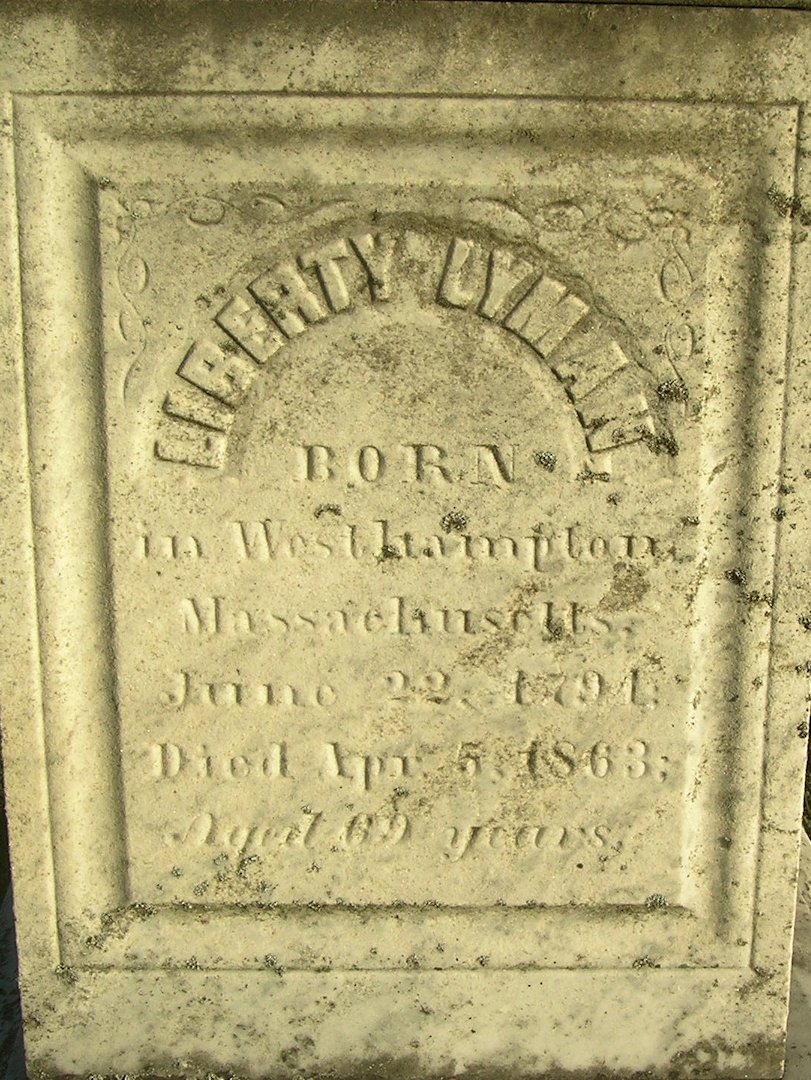 LIBERTY LYMAN
BORN
in Westhampton,
Massachusetts,
June 22, 1794;
Died Apr. 5, 1863;
Aged 69 years.